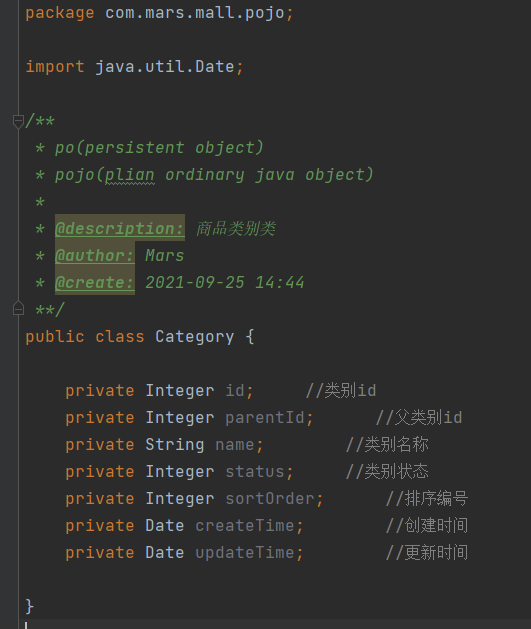 package com.mars.mall.pojo;
import java.util.Date;
/**
 * po(persistent object)
 * pojo(plian ordinary java object)
 *
 * @description: 商品类别类
 * @author: Mars
 * @create: 2021-09-25 14:44
 **/
public class Category {
    private Integer id;     //类别id
    private Integer parentId;      //父类别id
    private String name;        //类别名称
    private Integer status;     //类别状态
    private Integer sortOrder;      //排序编号
    private Date createTime;        //创建时间
    private Date updateTime;        //更新时间
}